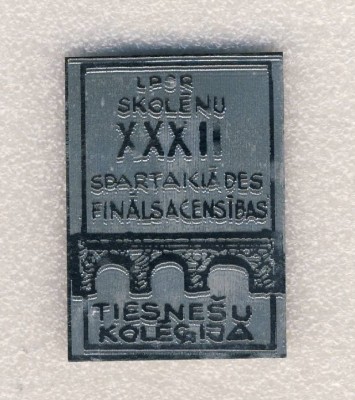 LPSR
SKOLĒNU
XXXII
SPARTAKIĀDES
FINĀLSACENSĪBAS
TIESNEŠU
KOLĒĢIJA